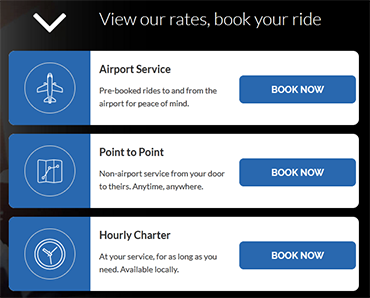 View our rates, book your ride
Airport Service
Pre-booked rides to and from the
airport for peace of mind.
BOOK NOW
Point to Point
Non-airport service from your door
to theirs. Anytime, anywhere.
BOOK NOW
Hourly Charter
At your service, for as long as you
need. Available locally.
BOOK NOW